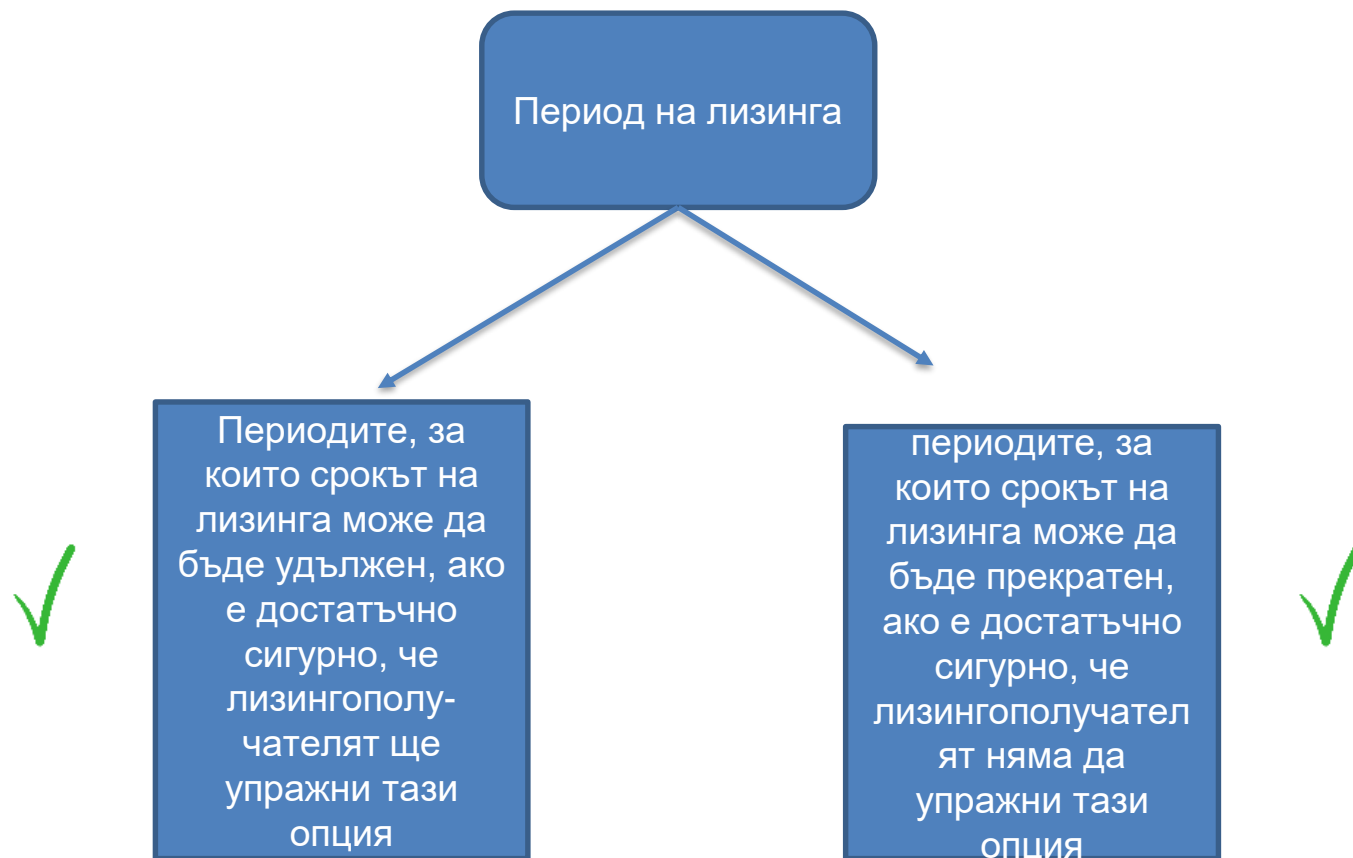 Период на лизинга
Периодите, за
които срокът на
лизинга може да
бъде удължен, ако
е достатъчно
сигурно, че
лизингополу-
чателят ще
упражни тази
опция
периодите, за
които срокът на
лизинга може да
бъде прекратен,
ако е достатъчно
сигурно, че
лизингополучател
ят няма да
упражни тази
опция